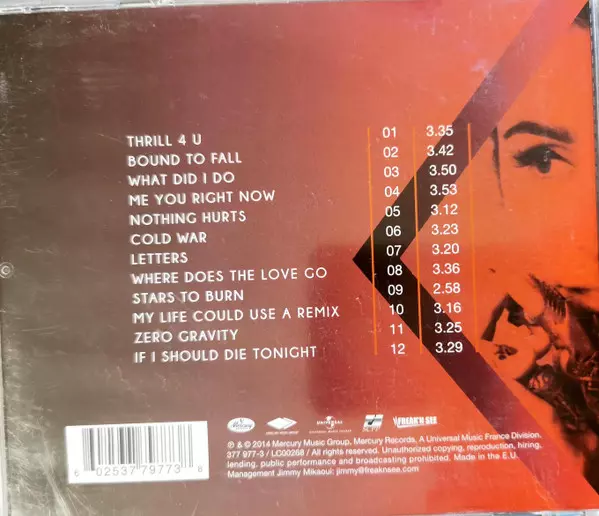 THRILL 4 U 01 3.35
BOUND TO FALL 02 3.42
WHAT DID I DO 03 3.50
ME YOU RIGHT NOW 04 3.53
NOTHING HURTS 05 3.12
COLD WAR 06 3.23
LETTERS 07 3.20
WHERE DOES THE LOVE GO 08 3.36
STARS TO BURN 09 2.58
MY LIFE COULD USE A REMIX 10 3.16
ZERO GRAVITY 11 3.25
IF I SHOULD DIE TONIGHT 12 3.29
Mercury FREAK'N SEE
℗ & © 2014 Mercury Music Group, Mercury Records, A Universal Music France Division.
377 977-3 / LC00268 / All rights reserved. Unauthorized copying, reproduction, hiring,
lending, public performance and broadcasting prohibited. Made in the E.U.
Management Jimmy Mikaoui: jimmy@freaknsee.com
6 02537 79773 8